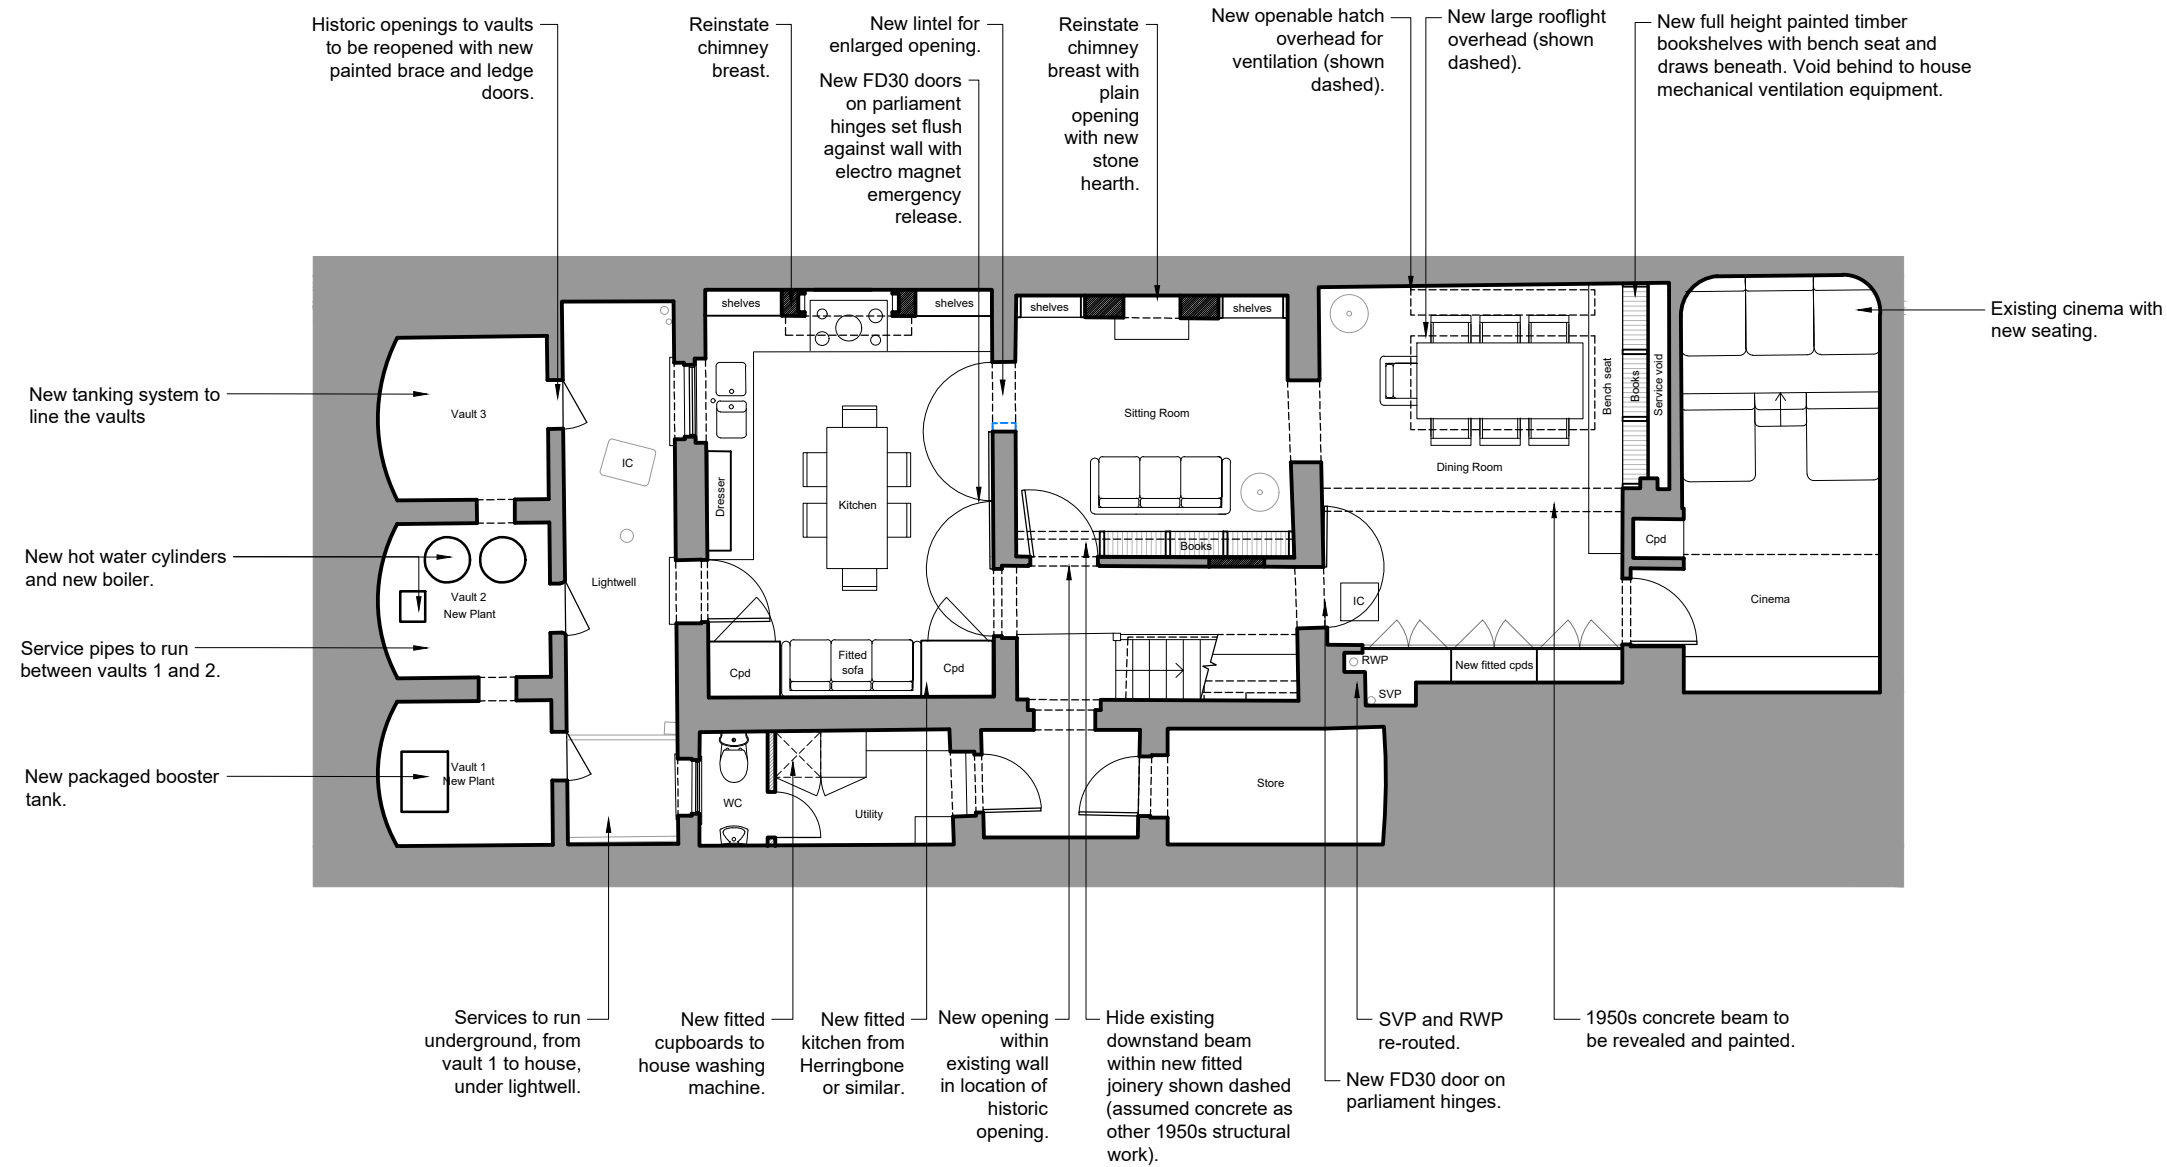 Historic openings to vaults
to be reopened with new
painted brace and ledge
doors.
Reinstate
chimney
breast.
New lintel for
enlarged opening.
New FD30 doors
on parliament
hinges set flush
against wall with
electro magnet
emergency
release.
Reinstate
chimney
breast with
plain
opening
with new
stone
hearth.
New openable hatch
overhead for
ventilation (shown
dashed).
New large rooflight
overhead (shown
dashed).
New full height painted timber
bookshelves with bench seat and
draws beneath. Void behind to house
mechanical ventilation equipment.
Existing cinema with
new seating.
New tanking system to
line the vaults
New hot water cylinders
and new boiler.
Service pipes to run
between vaults 1 and 2.
New packaged booster
tank.
Vault 3
Vault 2
New Plant
Vault 1
New Plant
IC
Lightwell
shelves
shelves
Dresser
Kitchen
Cpd
Fitted
sofa
Cpd
WC
Utility
shelves
shelves
Sitting Room
Books
Store
Dining Room
Bench seat
Books
Service void
IC
RWP
SVP
New fitted cpds
Cpd
Cinema
Services to run
underground, from
vault 1 to house,
under lightwell.
New fitted
cupboards to
house washing
machine.
New fitted
kitchen from
Herringbone
or similar.
New opening
within
existing wall
in location of
historic
opening.
Hide existing
downstand beam
within new fitted
joinery shown dashed
(assumed concrete as
other 1950s structural
work).
SVP and RWP
re-routed.
New FD30 door on
parliament hinges.
1950s concrete beam to
be revealed and painted.